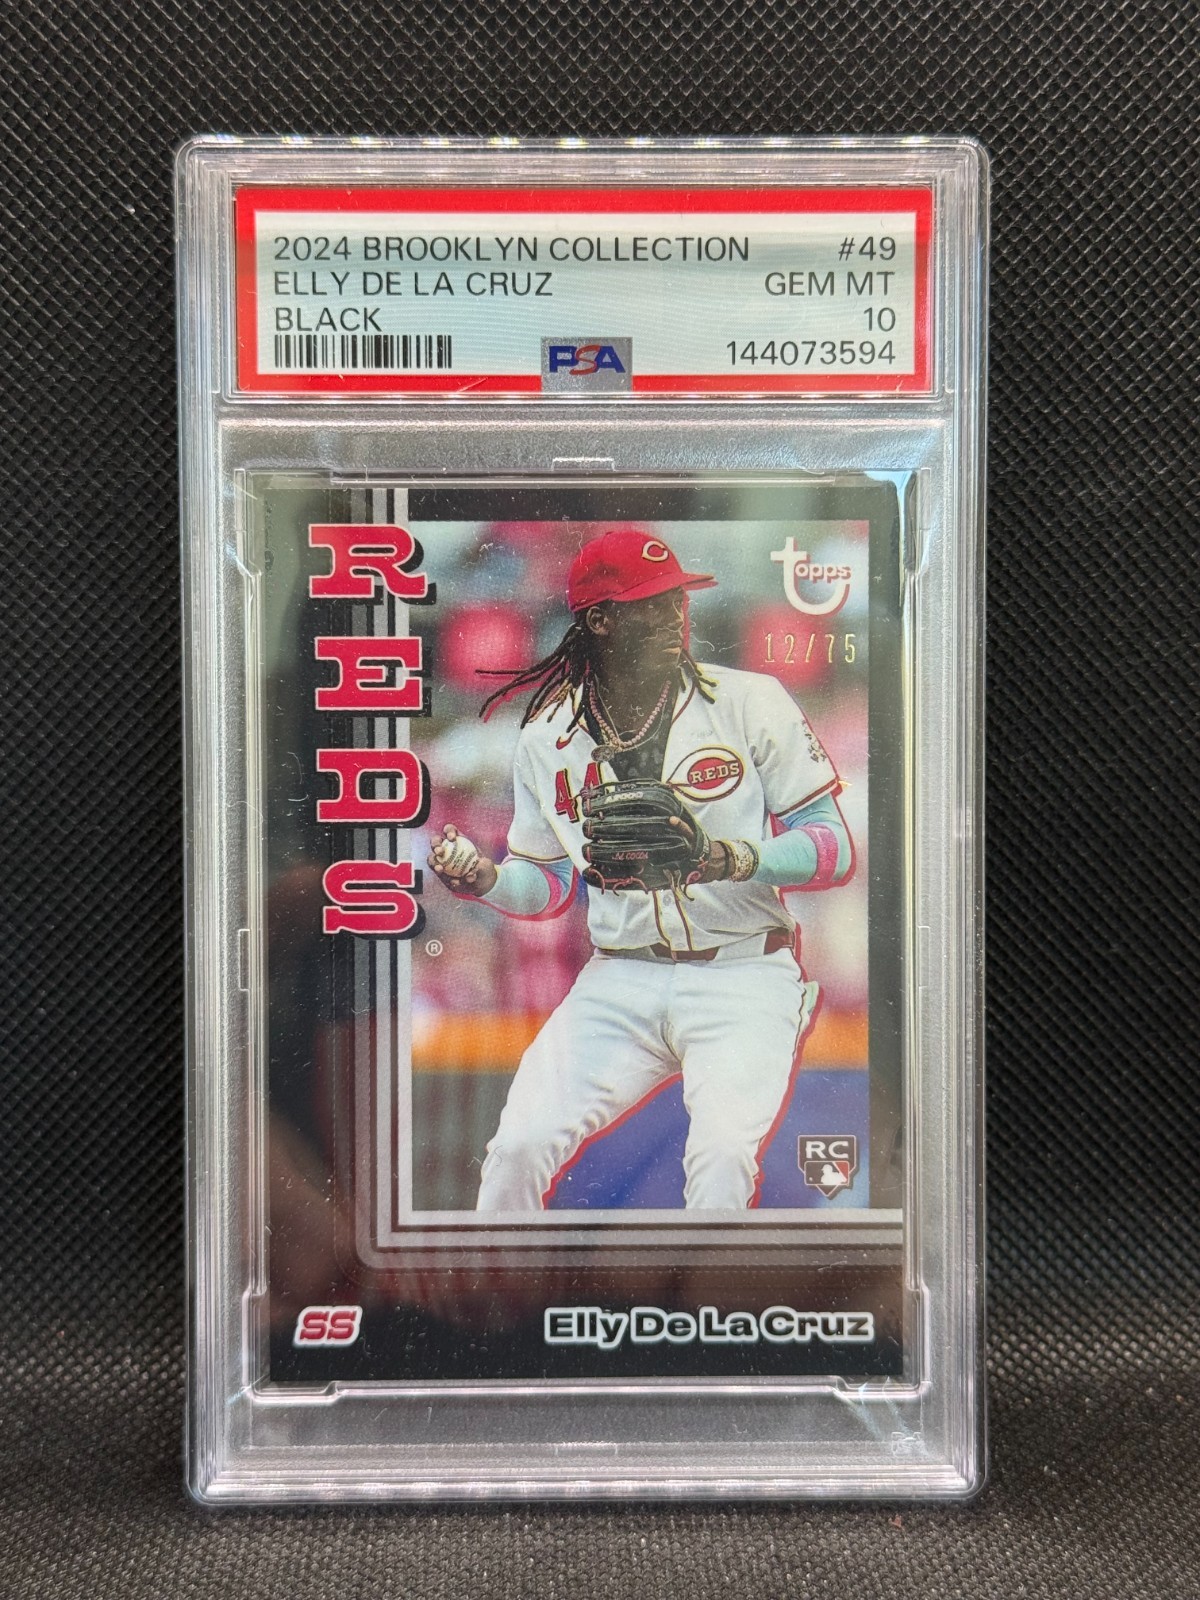 2024 BROOKLYN COLLECTION #49
ELLY DE LA CRUZ GEM MT
BLACK 10
PSA 144073594
REDS
®
topps
12/75
C
REDS
44
RC
SS
Elly De La Cruz